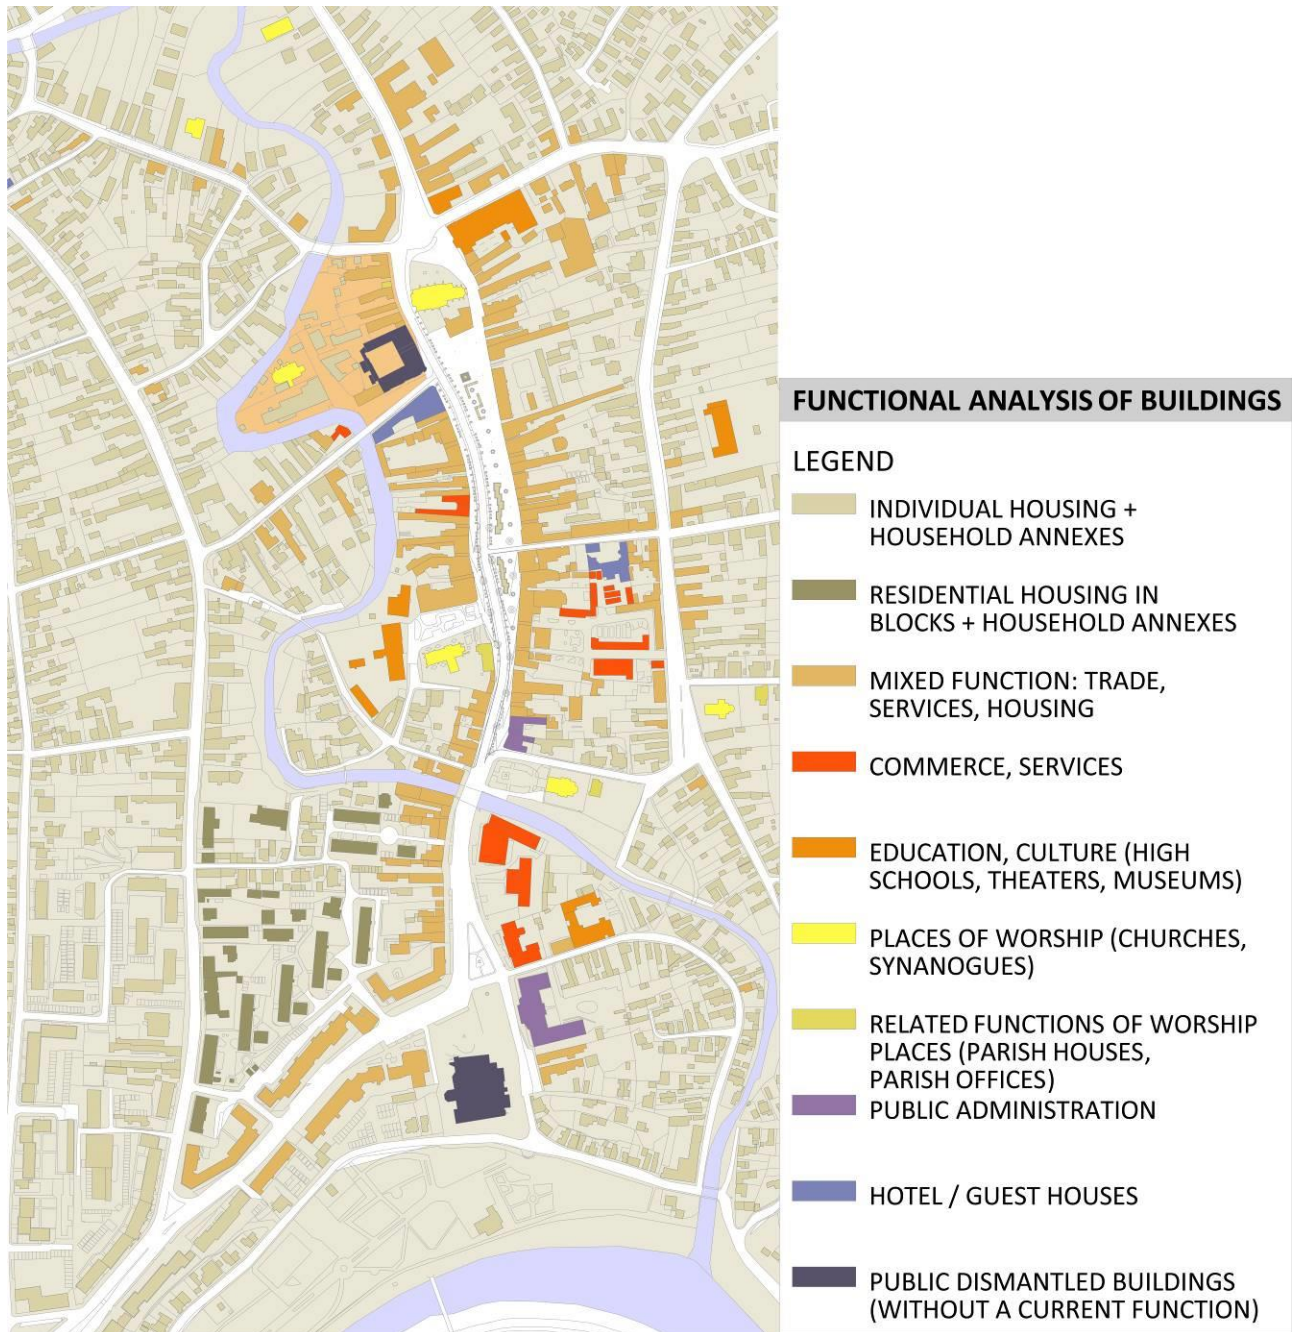 FUNCTIONAL ANALYSIS OF BUILDINGS
LEGEND
INDIVIDUAL HOUSING +
HOUSEHOLD ANNEXES
RESIDENTIAL HOUSING IN
BLOCKS + HOUSEHOLD ANNEXES
MIXED FUNCTION: TRADE,
SERVICES, HOUSING
COMMERCE, SERVICES
EDUCATION, CULTURE (HIGH
SCHOOLS, THEATERS, MUSEUMS)
PLACES OF WORSHIP (CHURCHES,
SYNANOGUES)
RELATED FUNCTIONS OF WORSHIP
PLACES (PARISH HOUSES,
PARISH OFFICES)
PUBLIC ADMINISTRATION
HOTEL / GUEST HOUSES
PUBLIC DISMANTLED BUILDINGS
(WITHOUT A CURRENT FUNCTION)